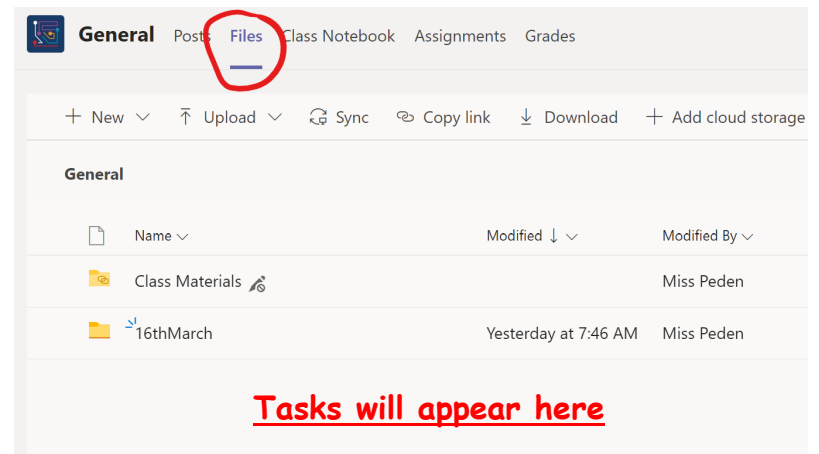 General Posts Files Class Notebook Assignments Grades
New Upload Sync Copy link Download Add cloud storage
General
Name Modified Modified By
Class Materials Miss Peden
16thMarch Yesterday at 7:46 AM Miss Peden
Tasks will appear here